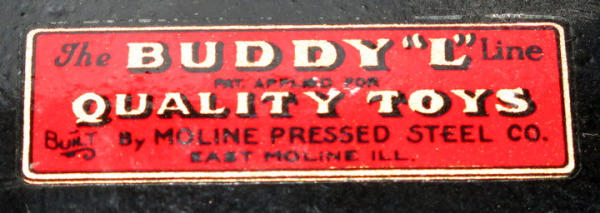 The BUDDY "L" Line
PAT APPLIED FOR
QUALITY TOYS
BUILT By MOLINE PRESSED STEEL CO.
EAST MOLINE ILL.